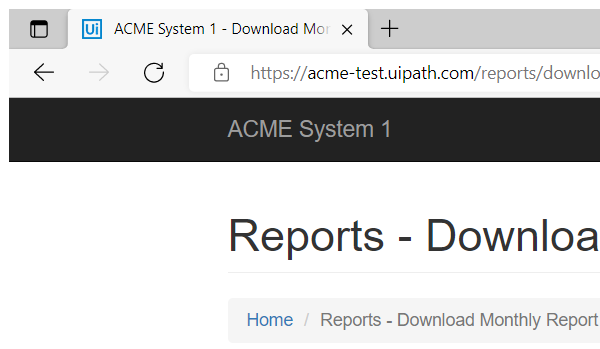 Ui ACME System 1 - Download Mon
https://acme-test.uipath.com/reports/downlo
ACME System 1
Reports - Downloa
Home / Reports - Download Monthly Report